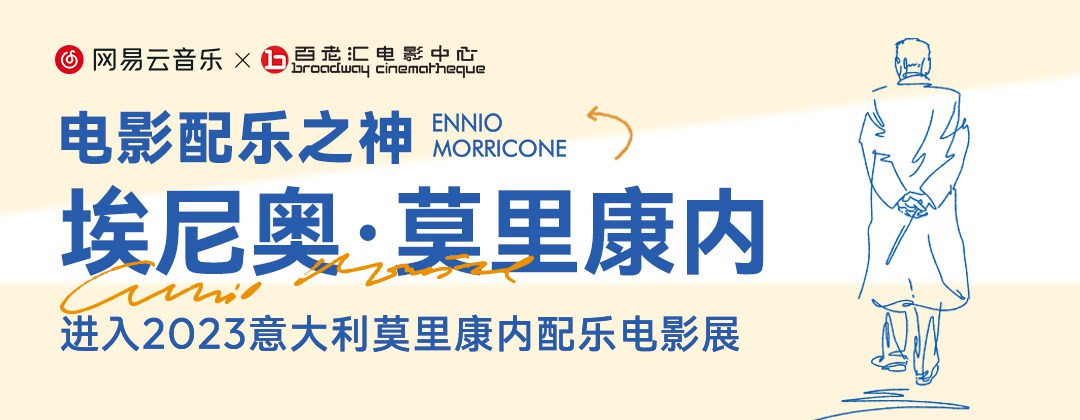 网易云音乐 × 百老汇电影中心
broadway cinematheque
电影配乐之神
ENNIO
MORRICONE
埃尼奥·莫里康内
进入2023意大利莫里康内配乐电影展